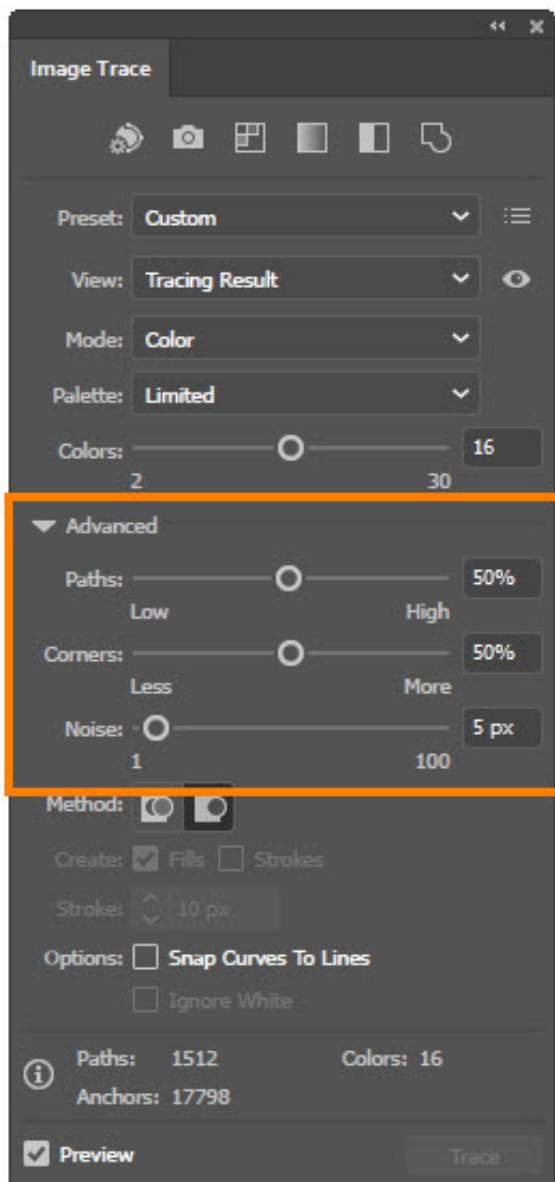 Image Trace
Preset: Custom
View: Tracing Result
Mode: Color
Palette: Limited
Colors: 16
2 30
Advanced
Paths: 50%
Low High
Corners: 50%
Less More
Noise: 5 px
1 100
Method:
Create: Fills Strokes
Stroke: 10 px
Options: Snap Curves To Lines
Ignore White
Paths: 1512 Colors: 16
Anchors: 17798
Preview Trace